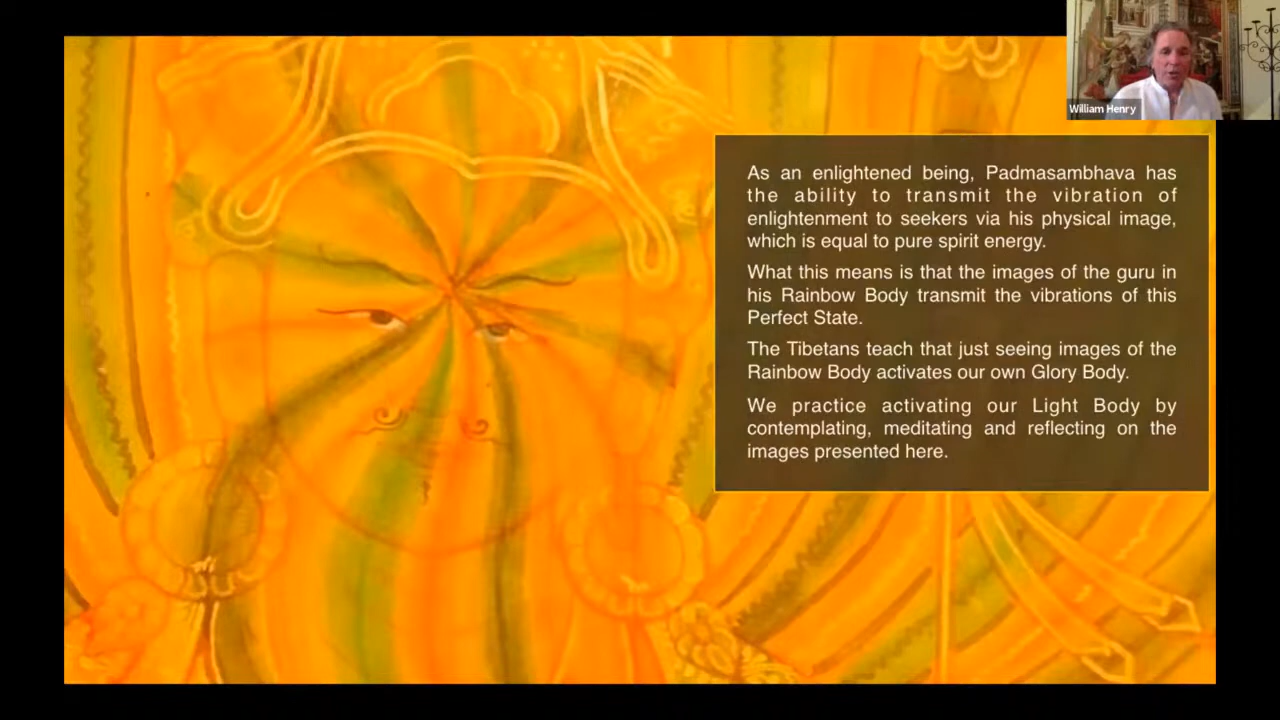 William Henry
As an enlightened being, Padmasambhava has
the ability to transmit the vibration of
enlightenment to seekers via his physical image,
which is equal to pure spirit energy.
What this means is that the images of the guru in
his Rainbow Body transmit the vibrations of this
Perfect State.
The Tibetans teach that just seeing images of the
Rainbow Body activates our own Glory Body.
We practice activating our Light Body by
contemplating, meditating and reflecting on the
images presented here.